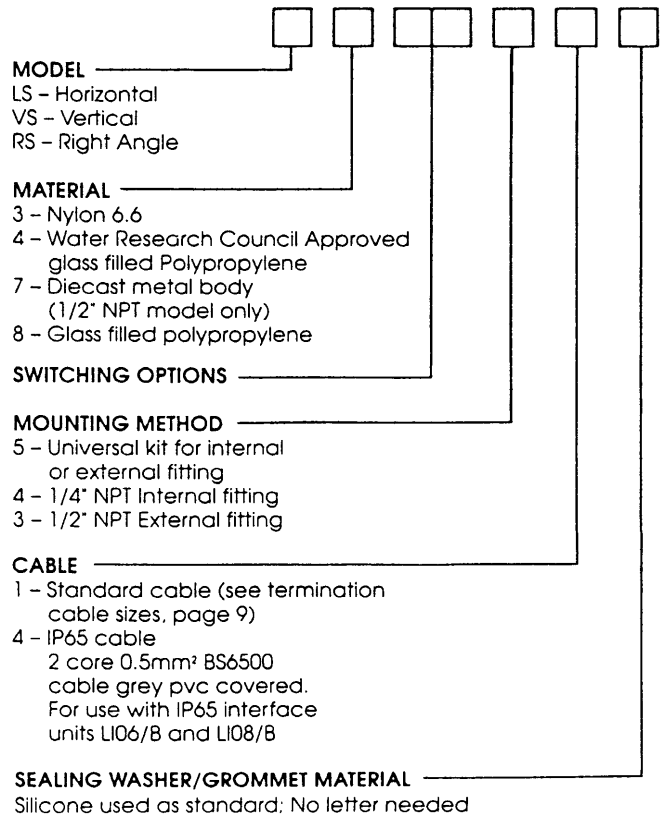 MODEL
LS – Horizontal
VS – Vertical
RS – Right Angle
MATERIAL
3 – Nylon 6.6
4 – Water Research Council Approved
glass filled Polypropylene
7 – Diecast metal body
(1/2" NPT model only)
8 – Glass filled polypropylene
SWITCHING OPTIONS
MOUNTING METHOD
5 – Universal kit for internal
or external fitting
4 – 1/4" NPT Internal fitting
3 – 1/2" NPT External fitting
CABLE
1 – Standard cable (see termination
cable sizes, page 9)
4 – IP65 cable
2 core 0.5mm² BS6500
cable grey pvc covered.
For use with IP65 interface
units LI06/B and LI08/B
SEALING WASHER/GROMMET MATERIAL
Silicone used as standard; No letter needed